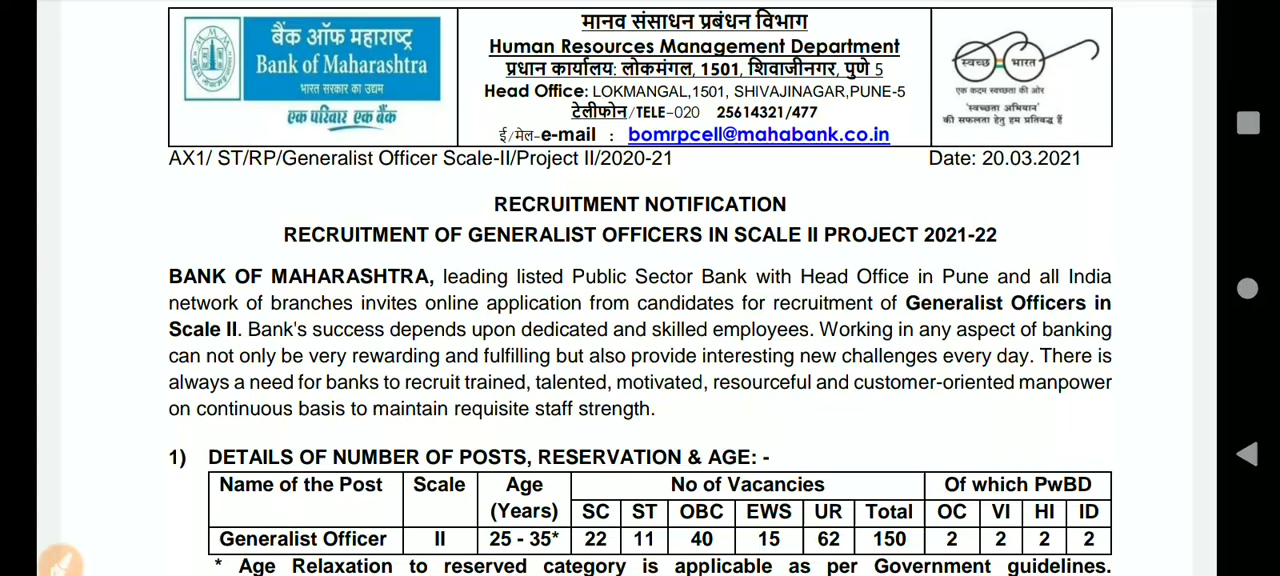 बैंक ऑफ महाराष्ट्र
Bank of Maharashtra
भारत सरकार का उद्यम
एक परिवार एक बैंक
मानव संसाधन प्रबंधन विभाग
Human Resources Management Department
प्रधान कार्यालय: लोकमंगल, 1501, शिवाजीनगर, पुणे 5
Head Office: LOKMANGAL,1501, SHIVAJINAGAR,PUNE-5
टेलीफोन/TELE-020 25614321/477
ई/मेल-e-mail : bomrpcell@mahabank.co.in
स्वच्छ भारत
एक कदम स्वच्छता की ओर
'स्वच्छता अभियान'
की सफलता हेतु हम प्रतिबद्ध हैं
AX1/ ST/RP/Generalist Officer Scale-II/Project II/2020-21 Date: 20.03.2021
RECRUITMENT NOTIFICATION
RECRUITMENT OF GENERALIST OFFICERS IN SCALE II PROJECT 2021-22
BANK OF MAHARASHTRA, leading listed Public Sector Bank with Head Office in Pune and all India
network of branches invites online application from candidates for recruitment of Generalist Officers in
Scale II. Bank's success depends upon dedicated and skilled employees. Working in any aspect of banking
can not only be very rewarding and fulfilling but also provide interesting new challenges every day. There is
always a need for banks to recruit trained, talented, motivated, resourceful and customer-oriented manpower
on continuous basis to maintain requisite staff strength.
1) DETAILS OF NUMBER OF POSTS, RESERVATION & AGE: -
Name of the Post Scale Age (Years) No of Vacancies Of which PwBD
SC ST OBC EWS UR Total OC VI HI ID
Generalist Officer II 25 - 35* 22 11 40 15 62 150 2 2 2 2
* Age Relaxation to reserved category is applicable as per Government guidelines.